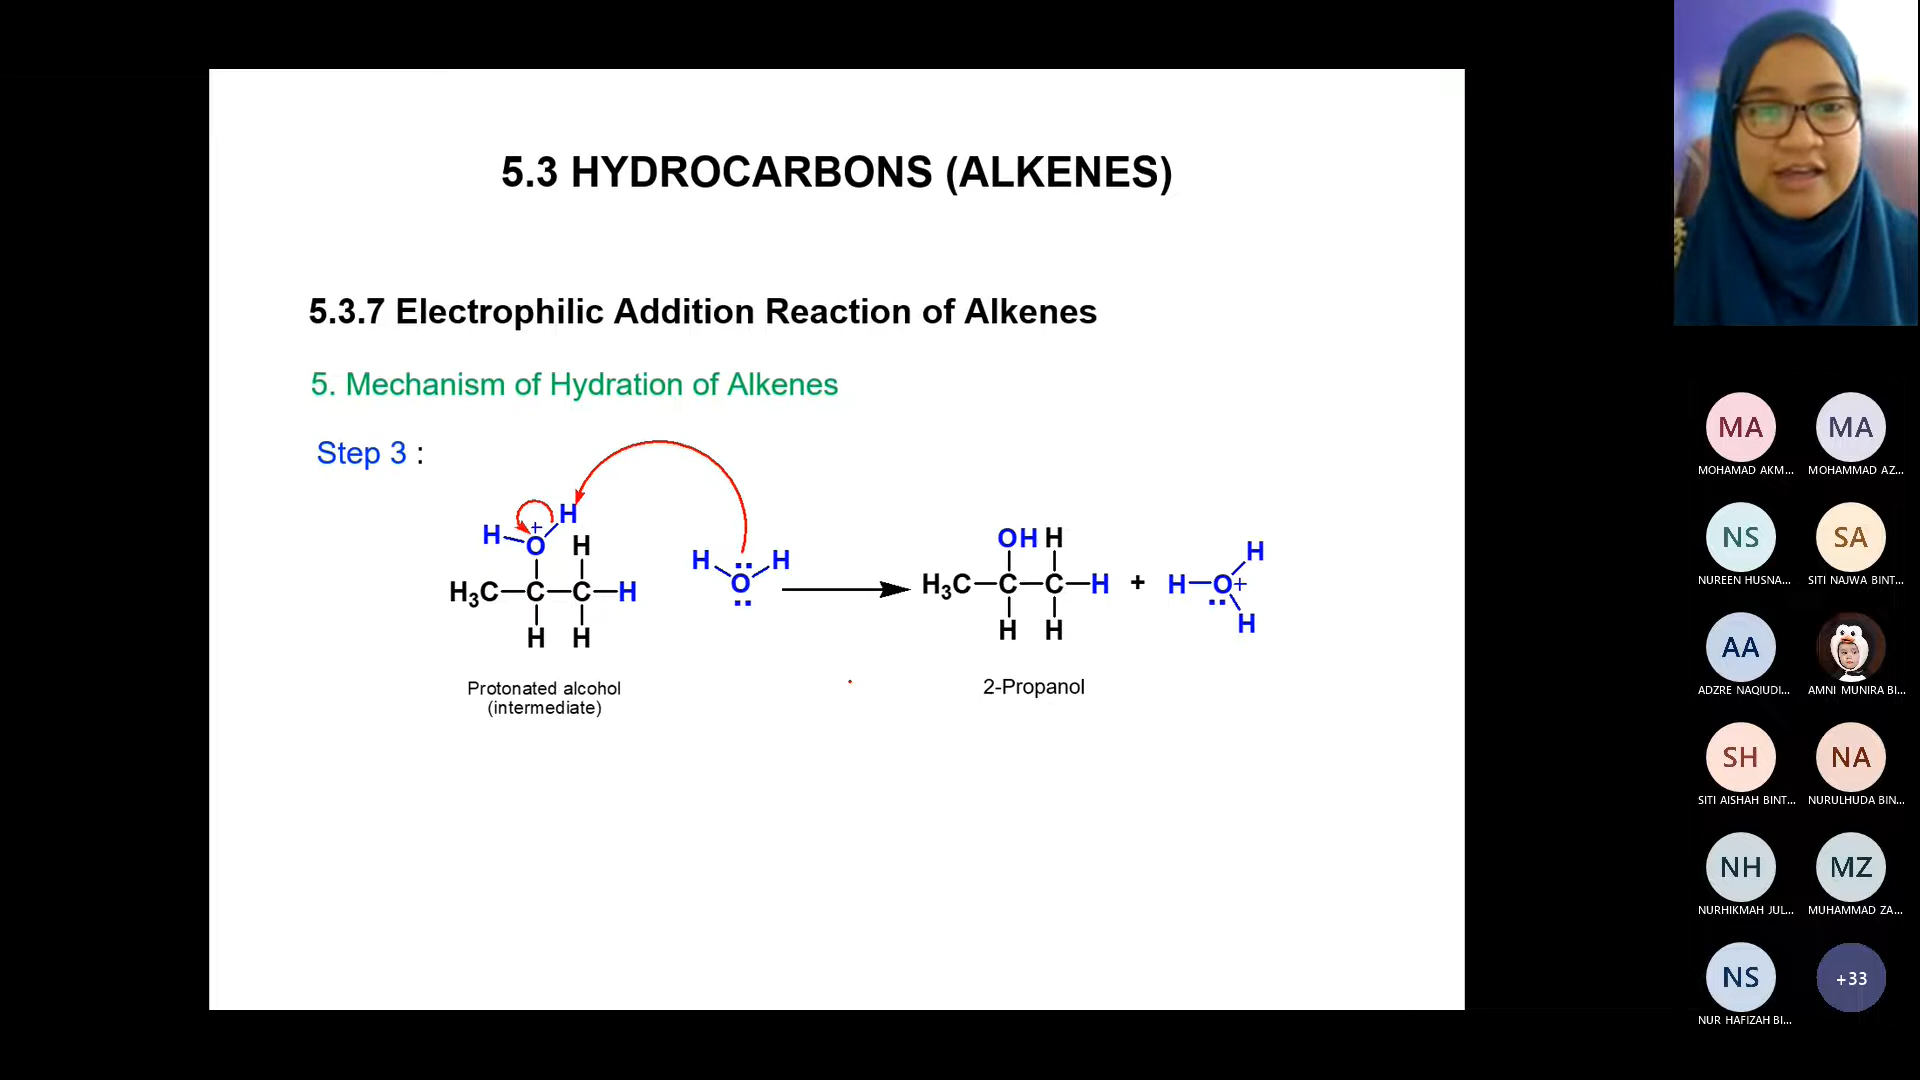 5.3 HYDROCARBONS (ALKENES)
5.3.7 Electrophilic Addition Reaction of Alkenes
5. Mechanism of Hydration of Alkenes
Step 3 :
H
H + H
O H
H₃C C C H
H H
H H
O
OH H
H₃C C C H
H H
+
H
H O +
H
Protonated alcohol
(intermediate)
2-Propanol
MA
MOHAMAD AKM...
MA
MOHAMMAD AZ...
NS
NUREEN HUSNA...
SA
SITI NAJWA BINT...
AA
ADZRE NAQIUDI...
AMNI MUNIRA BI...
SH
SITI AISHAH BINT...
NA
NURULHUDA BIN...
NH
NURHIKMAH JUL...
MZ
MUHAMMAD ZA...
NS
NUR HAFIZAH BI...
+33